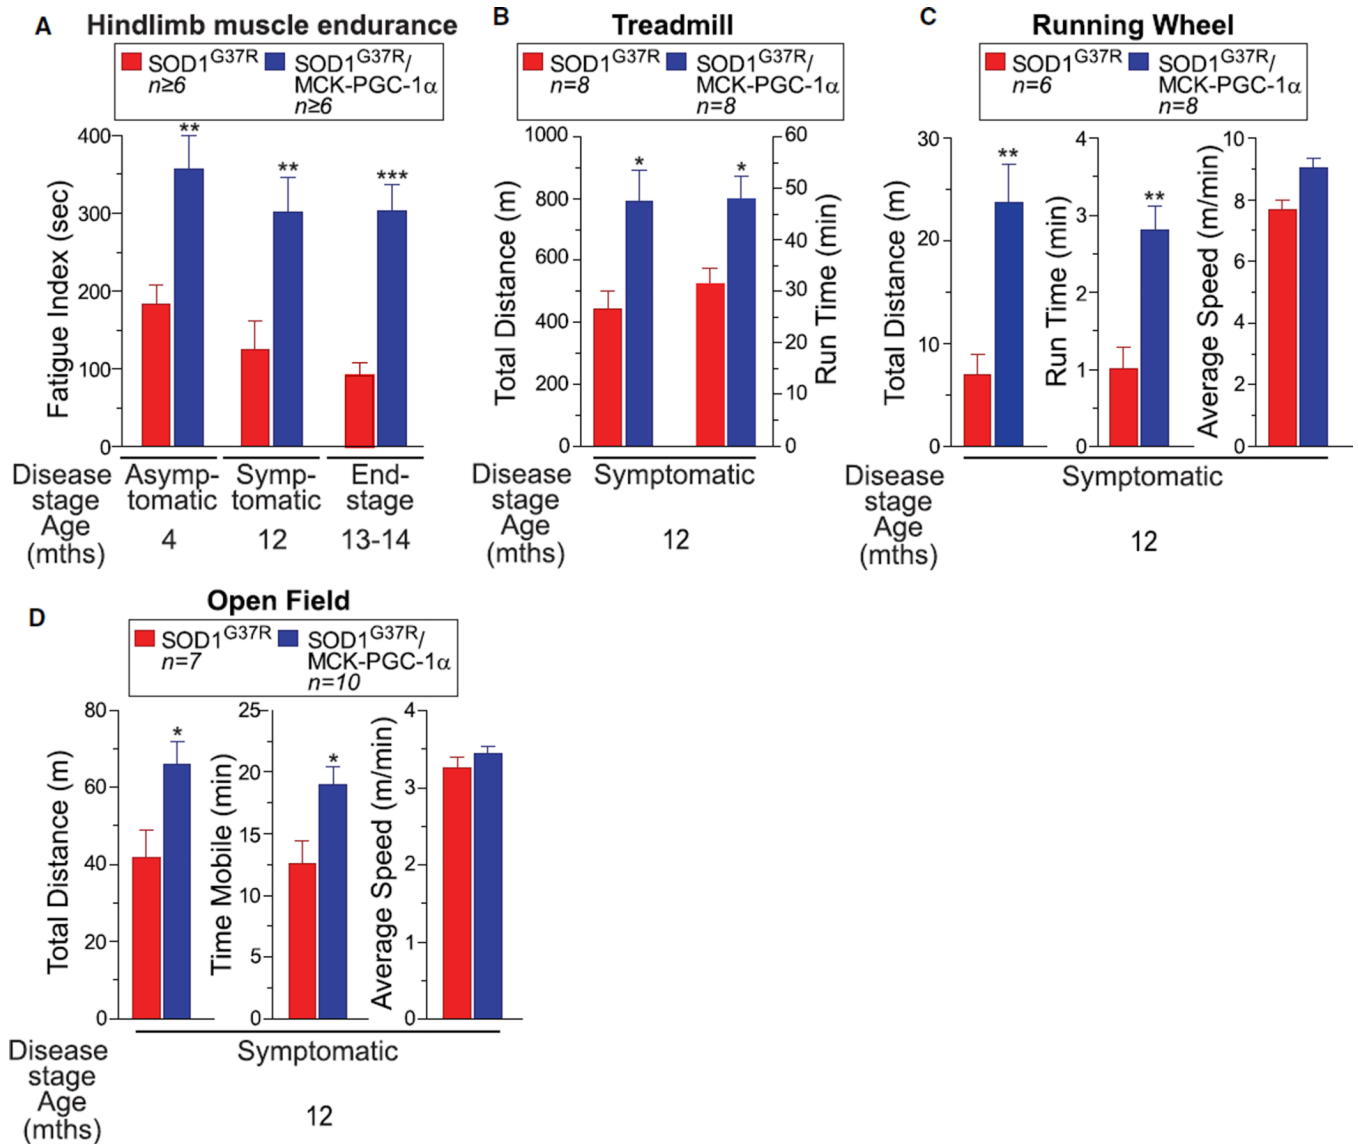 A Hindlimb muscle endurance
SOD1G37R SOD1G37R/
n≥6 MCK-PGC-1α
n≥6
Fatigue Index (sec)
400
300
200
100
0
** ** ***
Disease stage Asymp-tomatic Symp-tomatic End-stage
Age (mths) 4 12 13-14
B Treadmill
SOD1G37R SOD1G37R/
n=8 MCK-PGC-1α
n=8
Total Distance (m)
1000
800
600
400
200
0
* *
Run Time (min)
60
50
40
30
20
10
0
Disease stage Symptomatic
Age (mths) 12
C Running Wheel
SOD1G37R SOD1G37R/
n=6 MCK-PGC-1α
n=8
Total Distance (m)
30
20
10
0
**
Run Time (min)
4
3
2
1
0
**
Average Speed (m/min)
10
8
6
4
2
0
Disease stage Symptomatic
Age (mths) 12
D Open Field
SOD1G37R SOD1G37R/
n=7 MCK-PGC-1α
n=10
Total Distance (m)
80
60
40
20
0
*
Time Mobile (min)
25
20
15
10
5
0
*
Average Speed (m/min)
4
3
2
1
0
Disease stage Symptomatic
Age (mths) 12